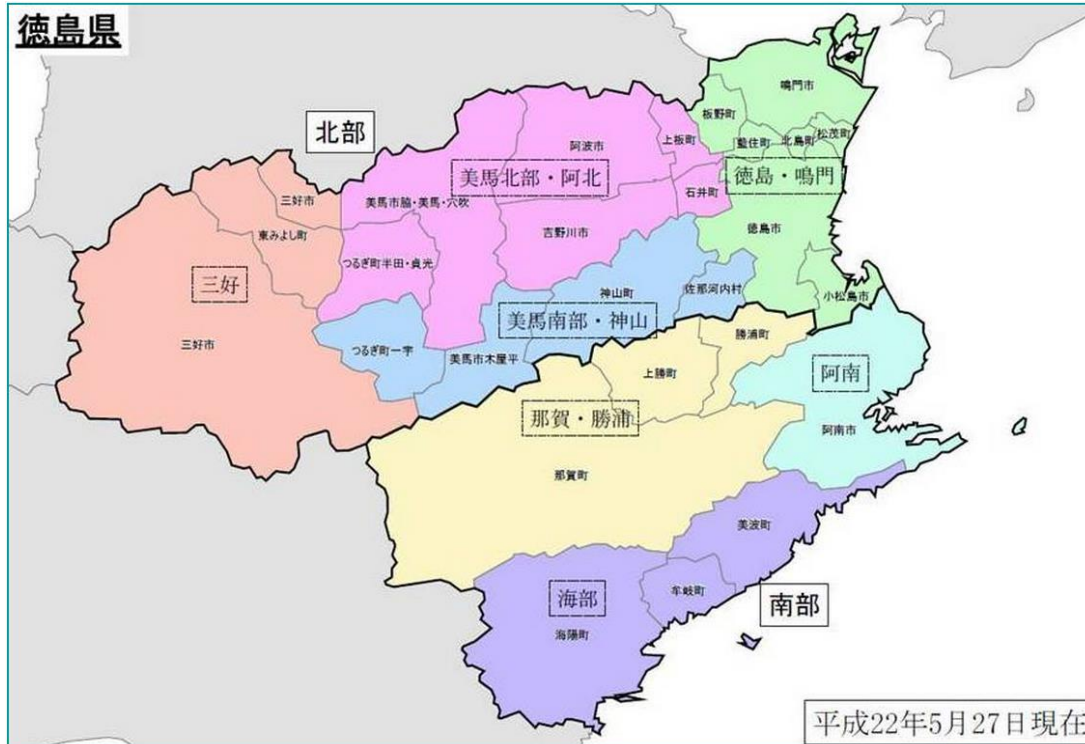 徳島県
北部
鳴門市
板野町
松茂町
藍住町
北島町
上板町
阿波市
美馬北部・阿北
徳島・鳴門
石井町
三好市
美馬市脇・美馬・穴吹
吉野川市
徳島市
東みよし町
つるぎ町半田・貞光
三好
神山町
佐那河内村
小松島市
美馬南部・神山
勝浦町
三好市
つるぎ町一宇
美馬市木屋平
上勝町
阿南
那賀・勝浦
阿南市
那賀町
美波町
海部
牟岐町
南部
海陽町
平成22年5月27日現在